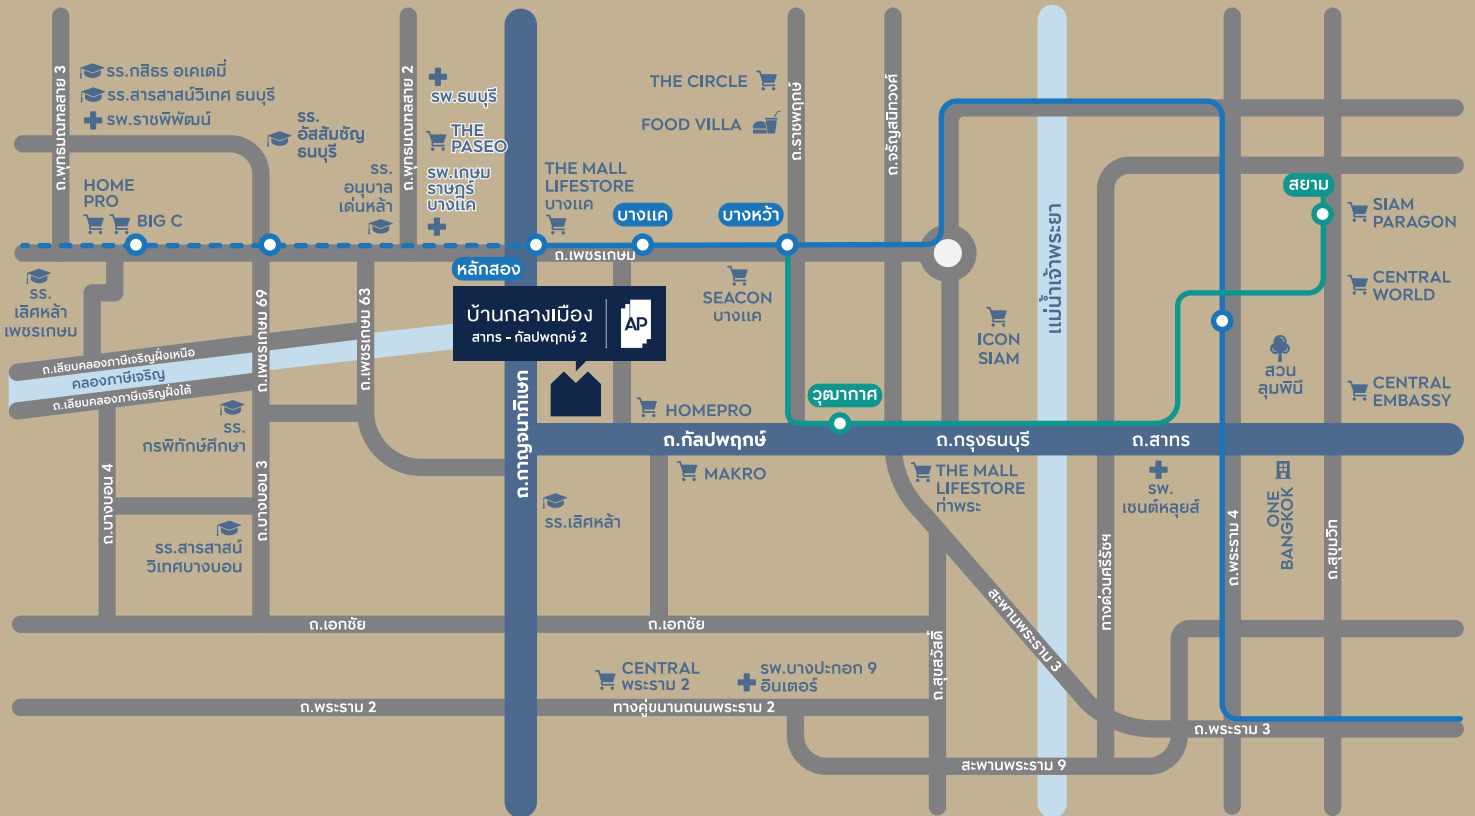 ถ.พุทธมณฑลสาย 3
รร.กสิธร อเคเดมี่
รร.สารสาสน์วิเทศ ธนบุรี
รพ.ราชพิพัฒน์
รร.
อัสสัมชัญ
ธนบุรี
ถ.พุทธมณฑลสาย 2
รพ.ธนบุรี
THE
PASEO
รพ.เกษม
ราษฎร์
บางแค
รร.
อนุบาล
เด่นหล้า
HOME
PRO
BIG C
THE MALL
LIFESTORE
บางแค
THE CIRCLE
FOOD VILLA
ถ.ราชพฤกษ์
ถ.จรัญสนิทวงศ์
บางแค
บางหว้า
แม่น้ำเจ้าพระยา
สยาม
SIAM
PARAGON
ถ.เพชรเกษม
หลักสอง
SEACON
บางแค
CENTRAL
WORLD
รร.
เลิศหล้า
เพชรเกษม
ถ.เพชรเกษม 69
ถ.เพชรเกษม 63
บ้านกลางเมือง
สาทร - กัลปพฤกษ์ 2
AP
ICON
SIAM
สวน
ลุมพินี
CENTRAL
EMBASSY
ถ.เลียบคลองภาษีเจริญฝั่งเหนือ
คลองภาษีเจริญ
ถ.เลียบคลองภาษีเจริญฝั่งใต้
ถ.กาญจนาภิเษก
HOMEPRO
วุฒากาศ
รร.
กรพิทักษ์ศึกษา
ถ.กัลปพฤกษ์
ถ.กรุงธนบุรี
ถ.สาทร
ถ.บางบอน 4
ถ.บางบอน 3
MAKRO
THE MALL
LIFESTORE
ท่าพระ
รพ.
เซนต์หลุยส์
ONE
BANGKOK
รร.เลิศหล้า
รร.สารสาสน์
วิเทศบางบอน
ทางด่วนศรีรัชฯ
ถ.พระราม 4
ถ.สุขุมวิท
ถ.เอกชัย
ถ.เอกชัย
สะพานพระราม 3
ถ.สุขสวัสดิ์
CENTRAL
พระราม 2
รพ.บางปะกอก 9
อินเตอร์
ถ.พระราม 2
ทางคู่ขนานถนนพระราม 2
ถ.พระราม 3
สะพานพระราม 9